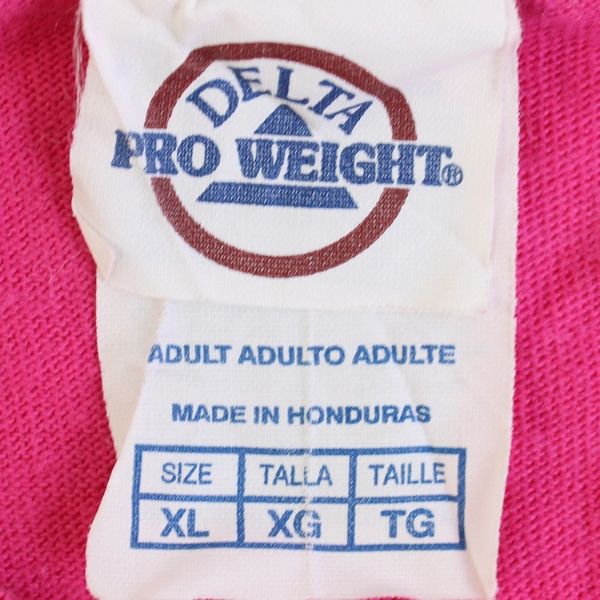 DELTA
PRO WEIGHT®
ADULT ADULTO ADULTE
MADE IN HONDURAS
SIZE TALLA TAILLE
XL XG TG